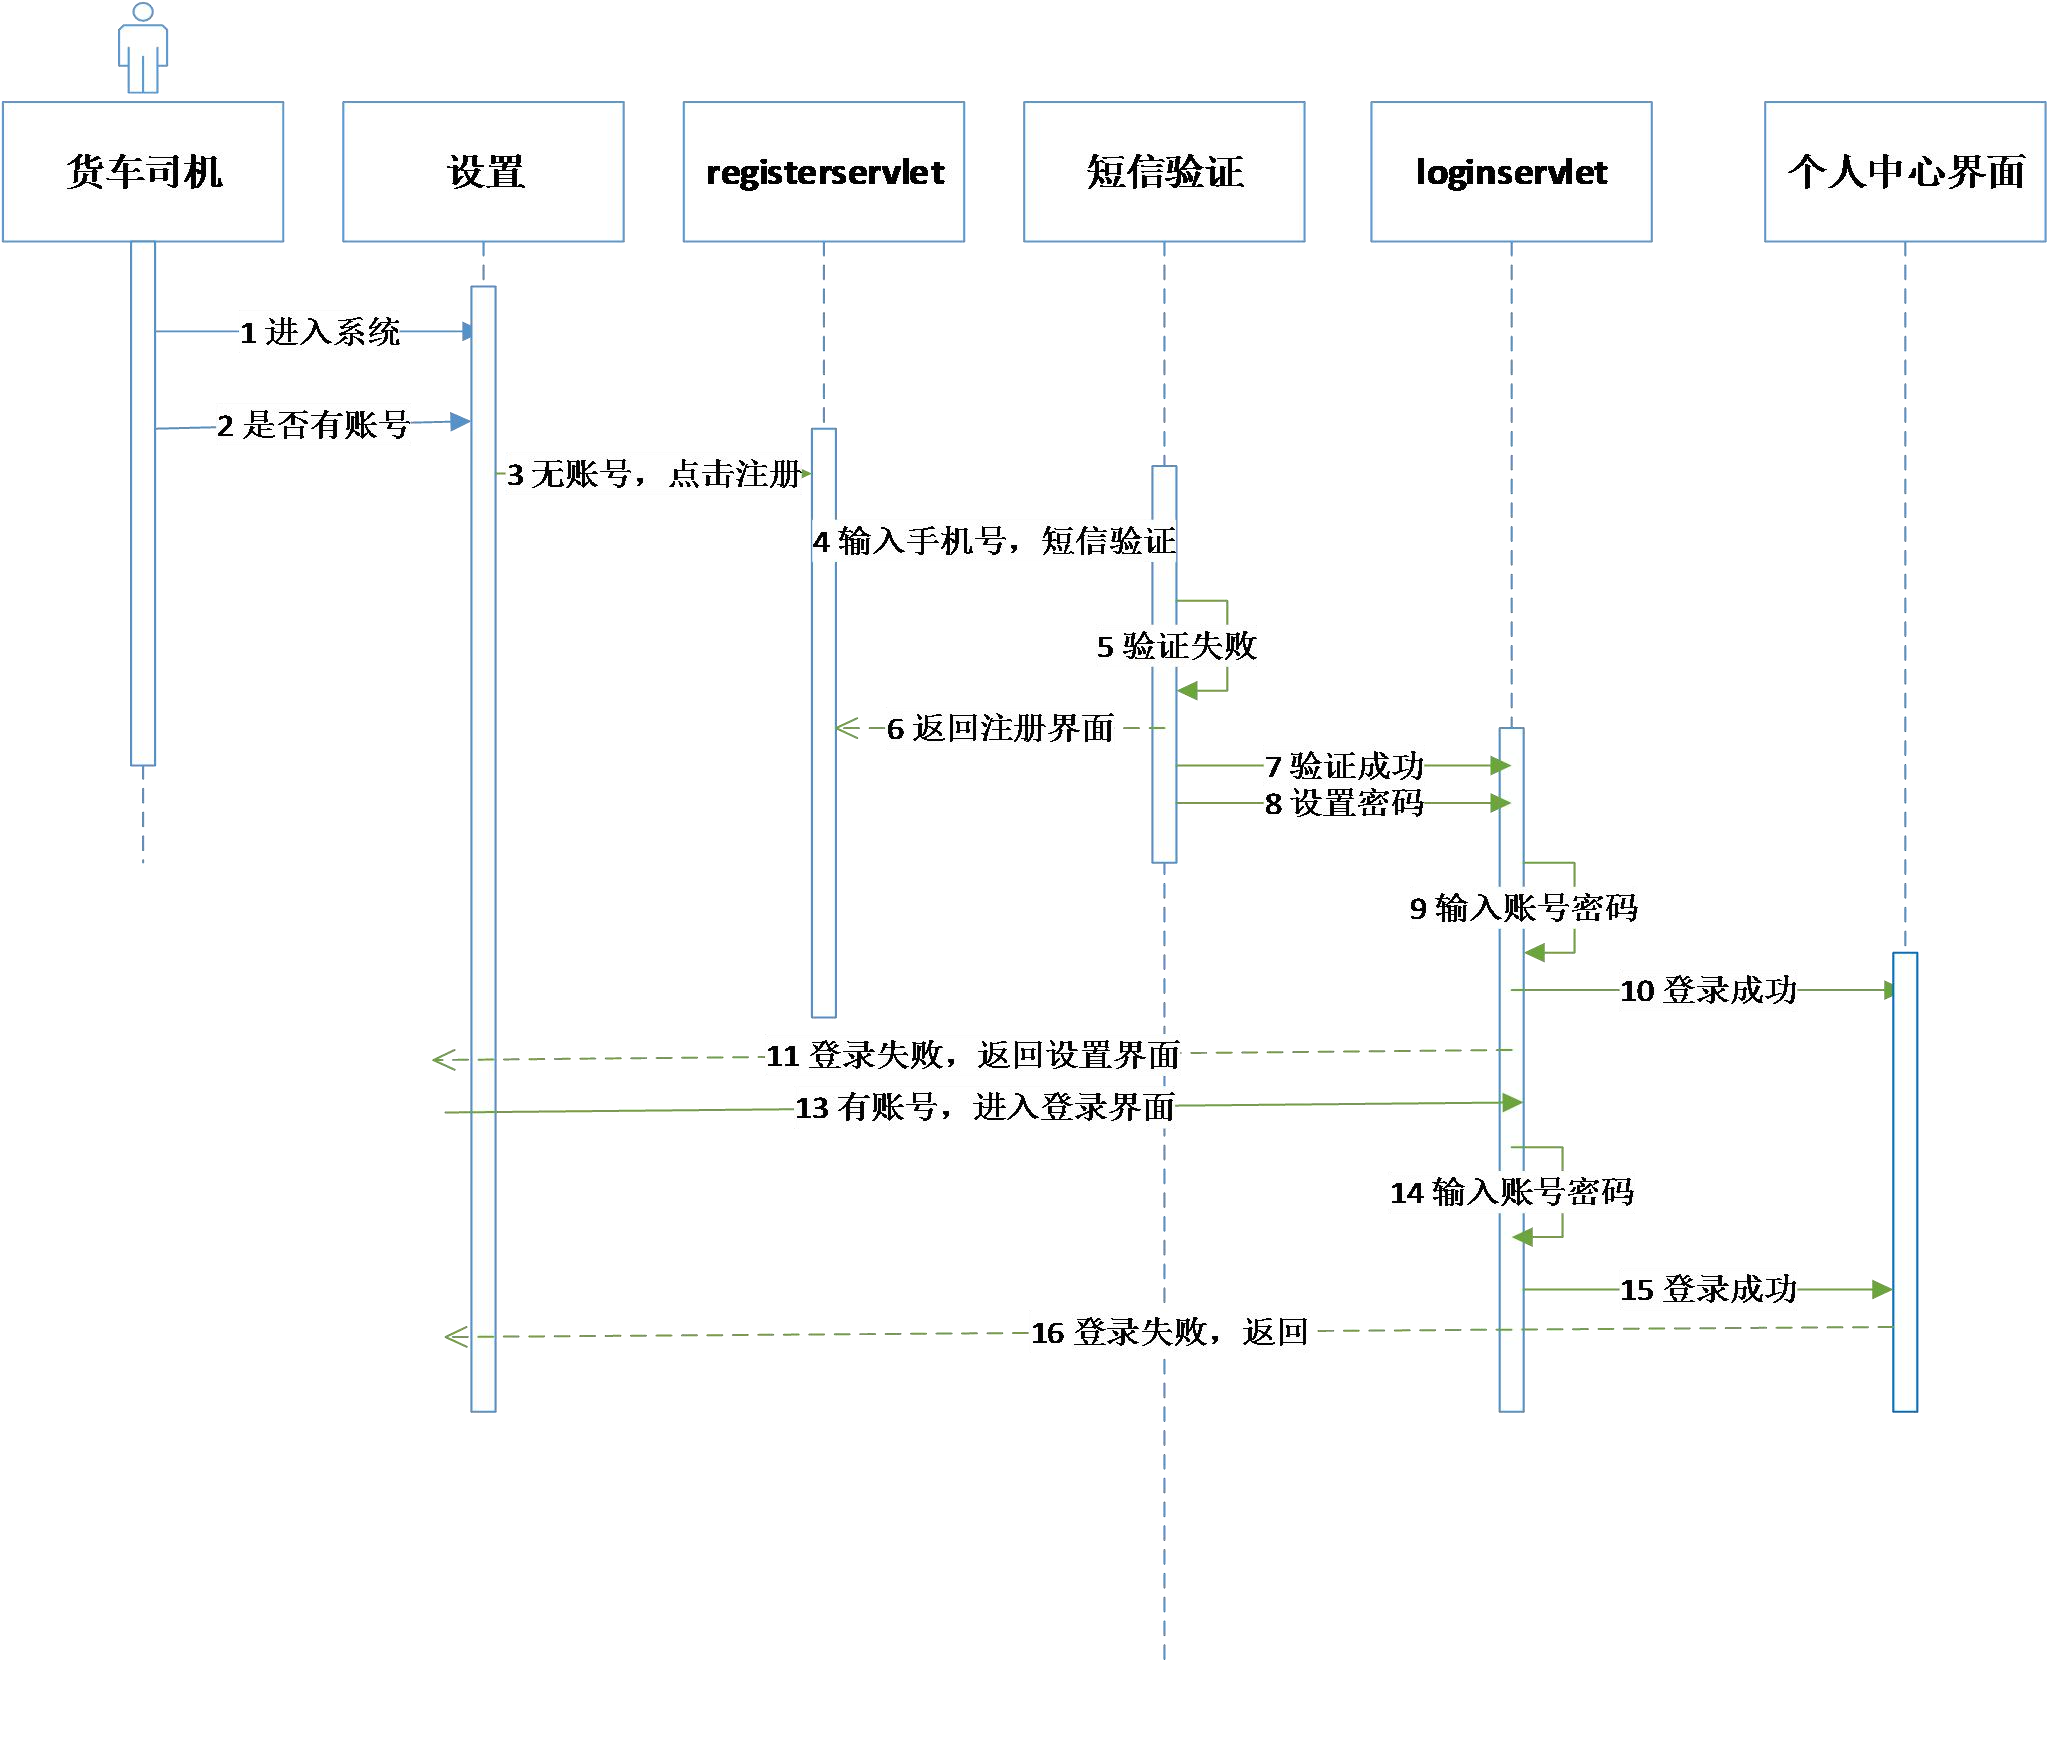 货车司机
设置
registerservlet
短信验证
loginservlet
个人中心界面
1 进入系统
2 是否有账号
3 无账号，点击注册
4 输入手机号，短信验证
5 验证失败
6 返回注册界面
7 验证成功
8 设置密码
9 输入账号密码
10 登录成功
11 登录失败，返回设置界面
13 有账号，进入登录界面
14 输入账号密码
15 登录成功
16 登录失败，返回